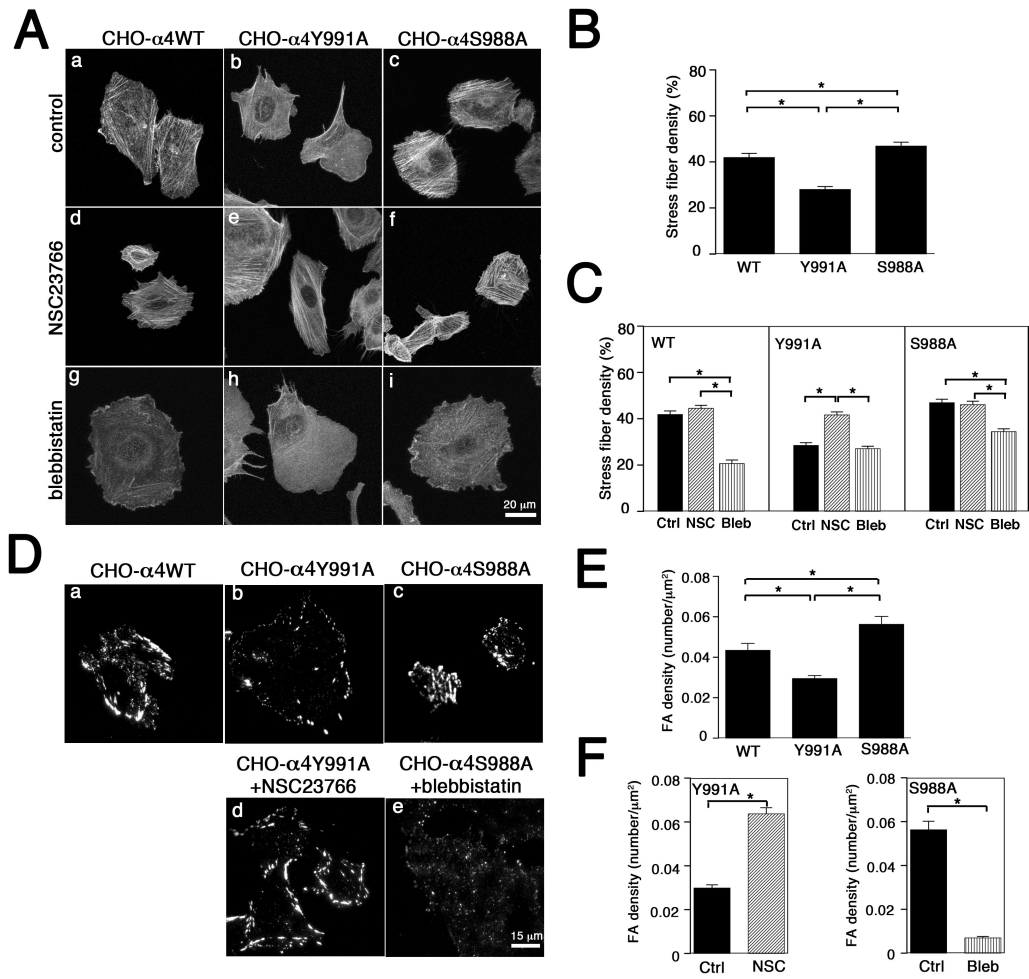 A
CHO-α4WT CHO-α4Y991A CHO-α4S988A
control
a b c
NSC23766
d e f
blebbistatin
g h i
20 µm
B
Stress fiber density (%)
80
60
40
20
0
* 
* *
WT Y991A S988A
C
Stress fiber density (%)
80
60
40
20
0
WT Y991A S988A
* * * * * *
Ctrl NSC Bleb Ctrl NSC Bleb Ctrl NSC Bleb
D
CHO-α4WT CHO-α4Y991A CHO-α4S988A
a b c
CHO-α4Y991A CHO-α4S988A
+NSC23766 +blebbistatin
d e
15 µm
E
FA density (number/µm²)
0.08
0.06
0.04
0.02
0
*
* *
WT Y991A S988A
F
FA density (number/µm²)
0.08
0.06
0.04
0.02
0
Y991A
*
Ctrl NSC
FA density (number/µm²)
0.08
0.06
0.04
0.02
0
S988A
*
Ctrl Bleb